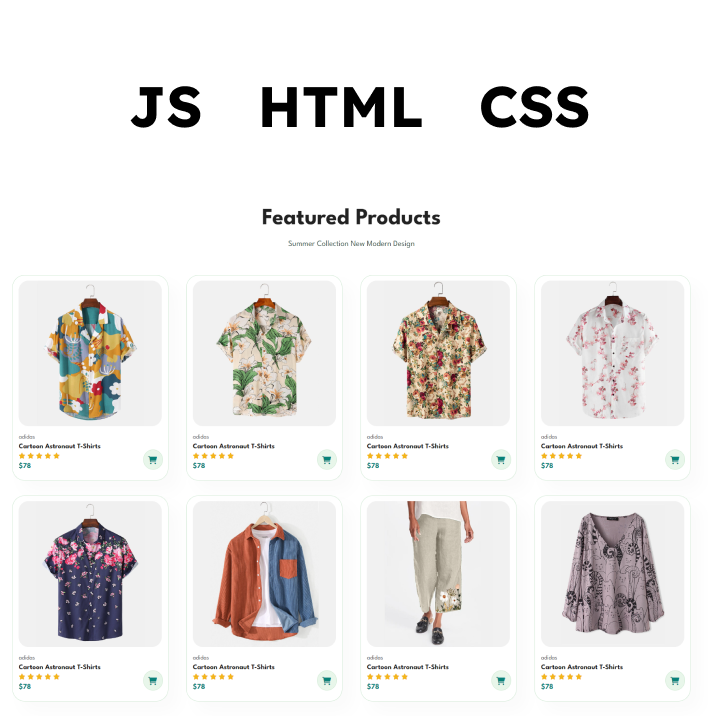 JS HTML CSS
Featured Products
Summer Collection New Modern Design
adidas
Cartoon Astronaut T-Shirts
$78
adidas
Cartoon Astronaut T-Shirts
$78
adidas
Cartoon Astronaut T-Shirts
$78
adidas
Cartoon Astronaut T-Shirts
$78
adidas
Cartoon Astronaut T-Shirts
$78
adidas
Cartoon Astronaut T-Shirts
$78
adidas
Cartoon Astronaut T-Shirts
$78
adidas
Cartoon Astronaut T-Shirts
$78